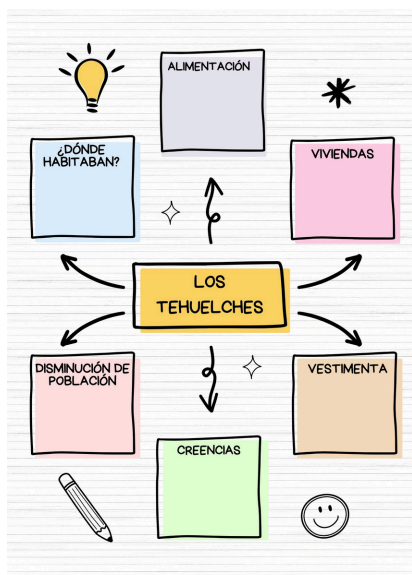 ALIMENTACIÓN
¿DÓNDE
HABITABAN?
VIVIENDAS
LOS
TEHUELCHES
DISMINUCIÓN DE
POBLACIÓN
VESTIMENTA
CREENCIAS